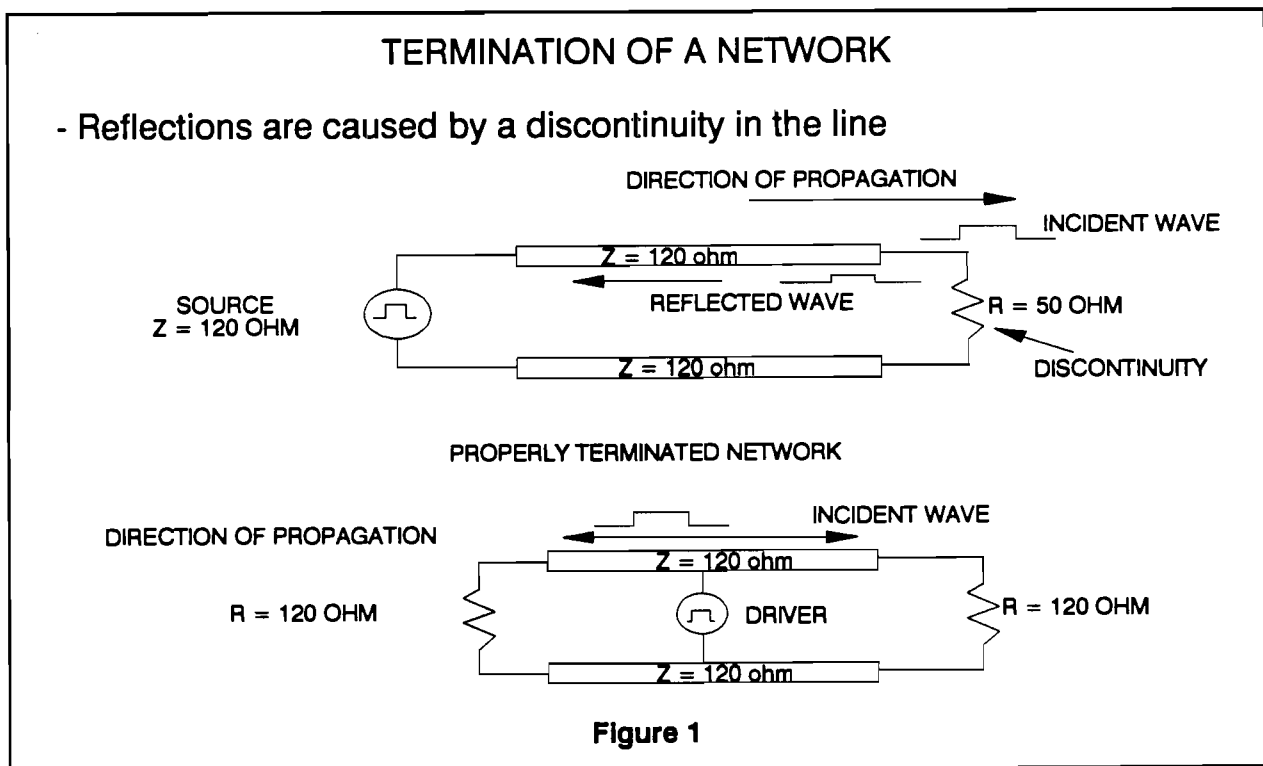 TERMINATION OF A NETWORK
- Reflections are caused by a discontinuity in the line
DIRECTION OF PROPAGATION
INCIDENT WAVE
Z = 120 ohm
REFLECTED WAVE
SOURCE
Z = 120 OHM
R = 50 OHM
Z = 120 ohm
DISCONTINUITY
PROPERLY TERMINATED NETWORK
INCIDENT WAVE
DIRECTION OF PROPAGATION
Z = 120 ohm
R = 120 OHM
DRIVER
R = 120 OHM
Z = 120 ohm
Figure 1